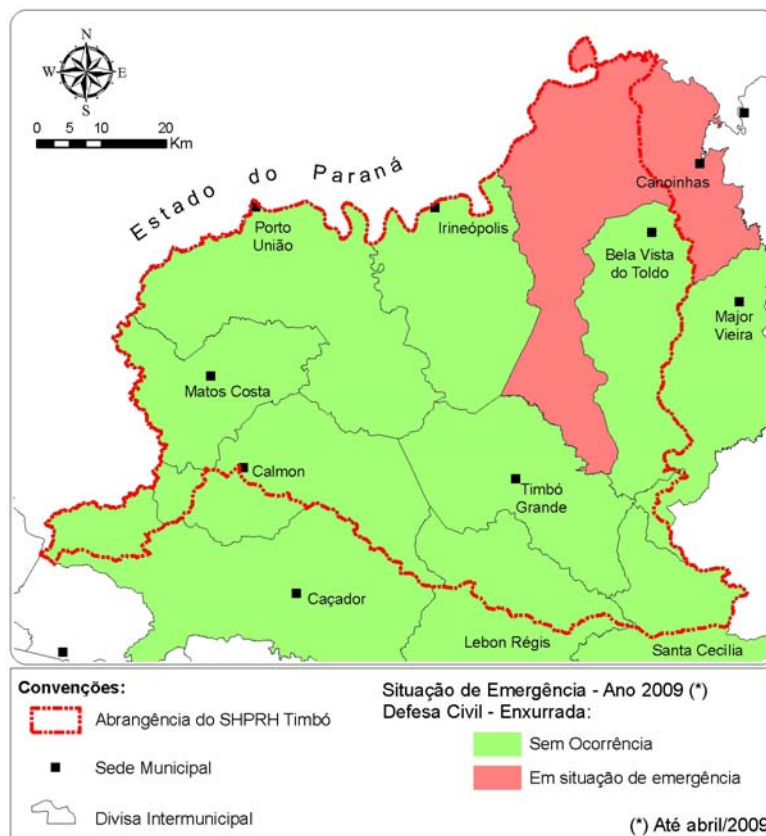 N
W E
S
0 5 10 20
Km
Estado do Paraná
Canoinhas
Porto
União
Irineópolis
Bela Vista
do Toldo
Major
Vieira
Matos Costa
Calmon
Timbó
Grande
Caçador
Lebon Régis
Santa Cecília
Convenções:
Abrangência do SHPRH Timbó
Sede Municipal
Divisa Intermunicipal
Situação de Emergência - Ano 2009 (*)
Defesa Civil - Enxurrada:
Sem Ocorrência
Em situação de emergência
(*) Até abril/2009